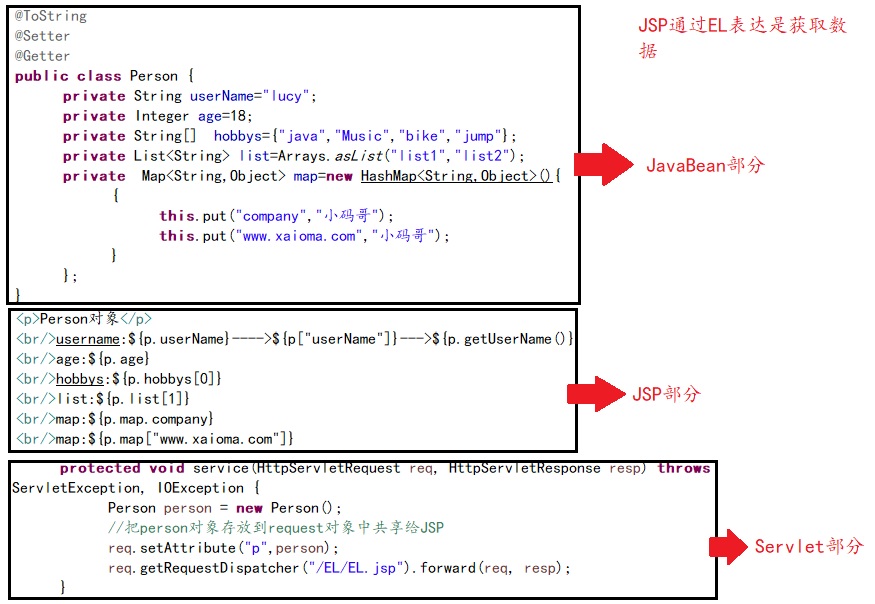 @ToString
@Setter
@Getter
public class Person {
private String userName="lucy";
private Integer age=18;
private String[] hobbys={"java","Music","bike","jump"};
private List<String> list=Arrays.asList("list1","list2");
private Map<String,Object> map=new HashMap<String,Object>(){
{
this.put("company","小码哥");
this.put("www.xaioma.com","小码哥");
}
};
}
JSP通过EL表达是获取数
据
JavaBean部分
<p>Person对象</p>
<br/>username:${p.userName}---->${p["userName"]}--->${p.getUserName()}
<br/>age:${p.age}
<br/>hobbys:${p.hobbys[0]}
<br/>list:${p.list[1]}
<br/>map:${p.map.company}
<br/>map:${p.map["www.xaioma.com"]}
JSP部分
protected void service(HttpServletRequest req, HttpServletResponse resp) throws
ServletException, IOException {
Person person = new Person();
//把person对象存放到request对象中共享给JSP
req.setAttribute("p",person);
req.getRequestDispatcher("/EL/EL.jsp").forward(req, resp);
}
Servlet部分